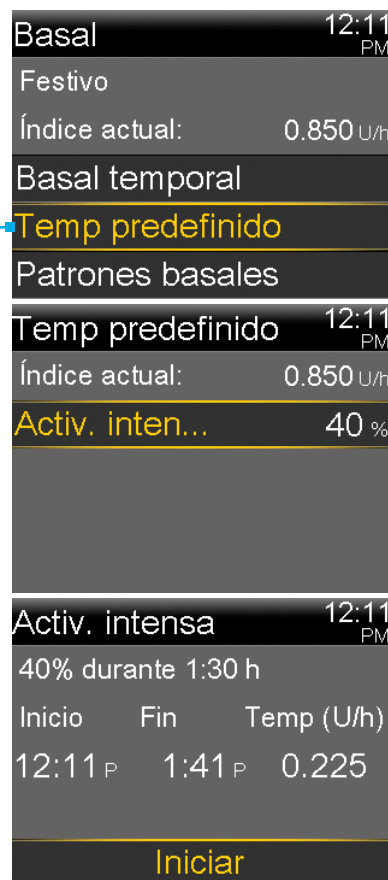 Basal 12:11 PM
Festivo
Índice actual: 0.850 U/h
Basal temporal
Temp predefinido
Patrones basales
Temp predefinido 12:11 PM
Índice actual: 0.850 U/h
Activ. inten... 40 %
Activ. intensa 12:11 PM
40% durante 1:30 h
Inicio Fin Temp (U/h)
12:11 P 1:41 P 0.225
Iniciar